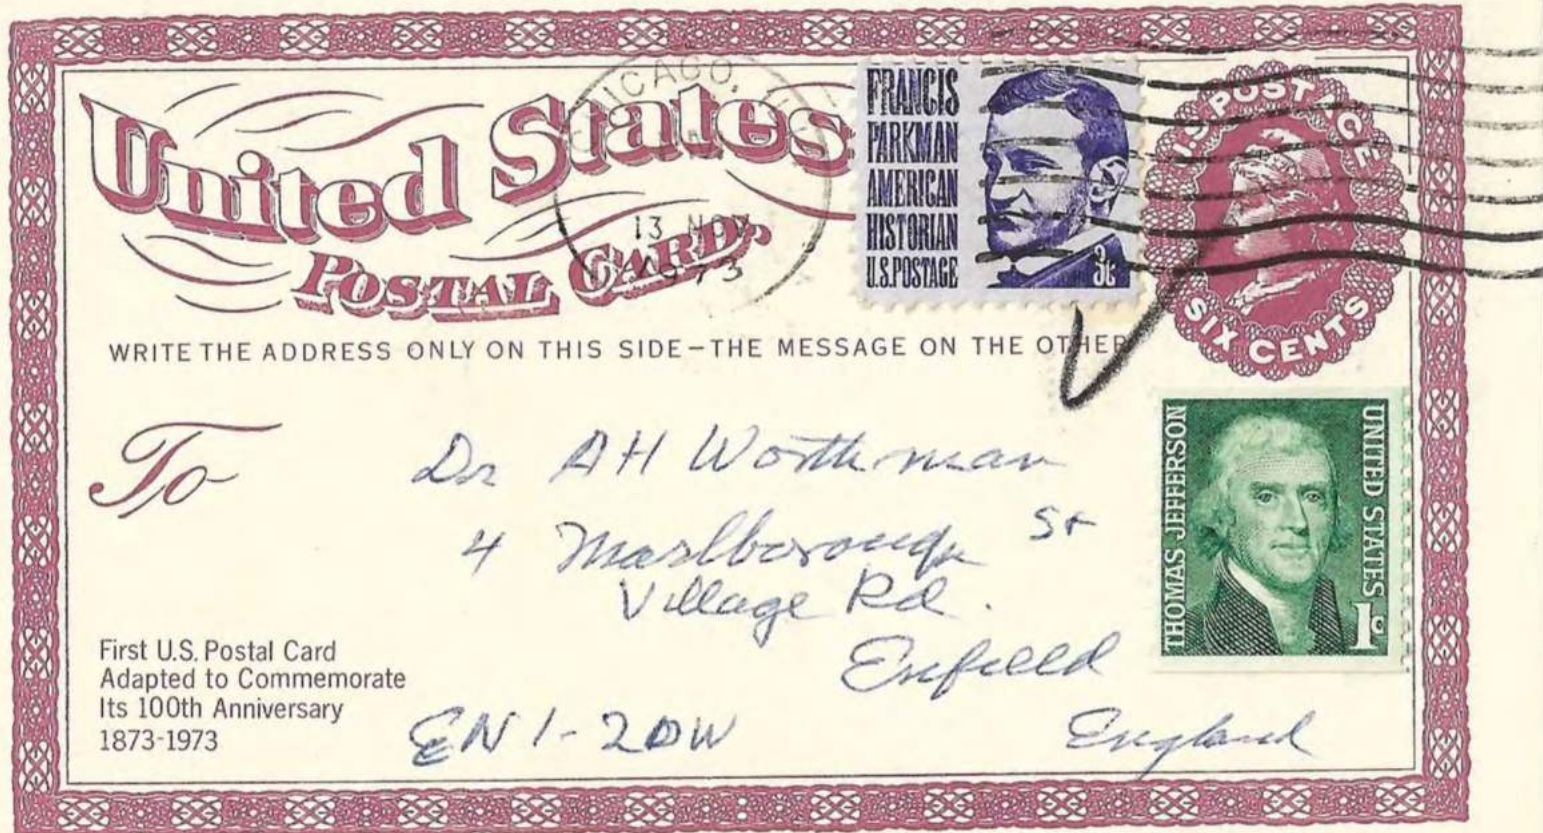 United States
POSTAL CARD,
WRITE THE ADDRESS ONLY ON THIS SIDE–THE MESSAGE ON THE OTHER
CHICAGO,
13 NOV
1973
FRANCIS
PARKMAN
AMERICAN
HISTORIAN
U.S.POSTAGE
3¢
U.S. POSTAGE
SIX CENTS
To
Dr AH Worthman
4 Marlborough St
Village Rd.
Enfield
EN1-2DW
England
THOMAS JEFFERSON
UNITED STATES
1c
First U.S. Postal Card
Adapted to Commemorate
Its 100th Anniversary
1873-1973